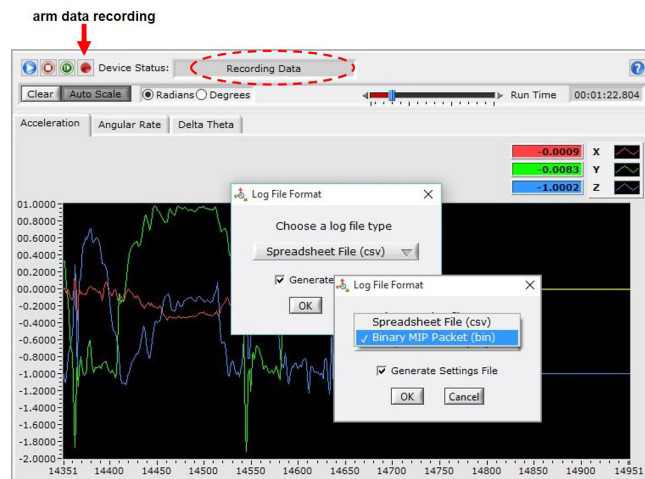 arm data recording
Device Status: Recording Data
Clear Auto Scale Radians Degrees Run Time 00:01:22.804
Acceleration Angular Rate Delta Theta
-0.0009 X
-0.0083 Y
-1.0002 Z
Log File Format
Choose a log file type
Spreadsheet File (csv)
Generate
OK
Log File Format
Spreadsheet File (csv)
✓ Binary MIP Packet (bin)
Generate Settings File
OK Cancel
01.0000
00.8000
00.6000
00.4000
00.2000
00.0000
-0.2000
-0.4000
-0.6000
-0.8000
-1.0000
-1.2000
-1.4000
-1.6000
-1.8000
-2.0000
14351 14400 14450 14500 14550 14600 14650 14700 14750 14800 14850 14900 14951